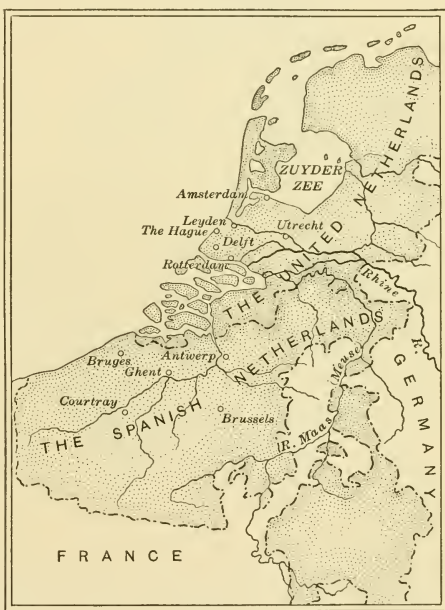 ZUYDER
ZEE
THE UNITED NETHERLANDS
Amsterdam
Leyden
The Hague
Utrecht
Delft
Rotterdam
Rhine
R.
THE SPANISH NETHERLANDS
Bruges
Antwerp
Ghent
Courtray
Brussels
Meuse
R. Maas
GERMANY
FRANCE